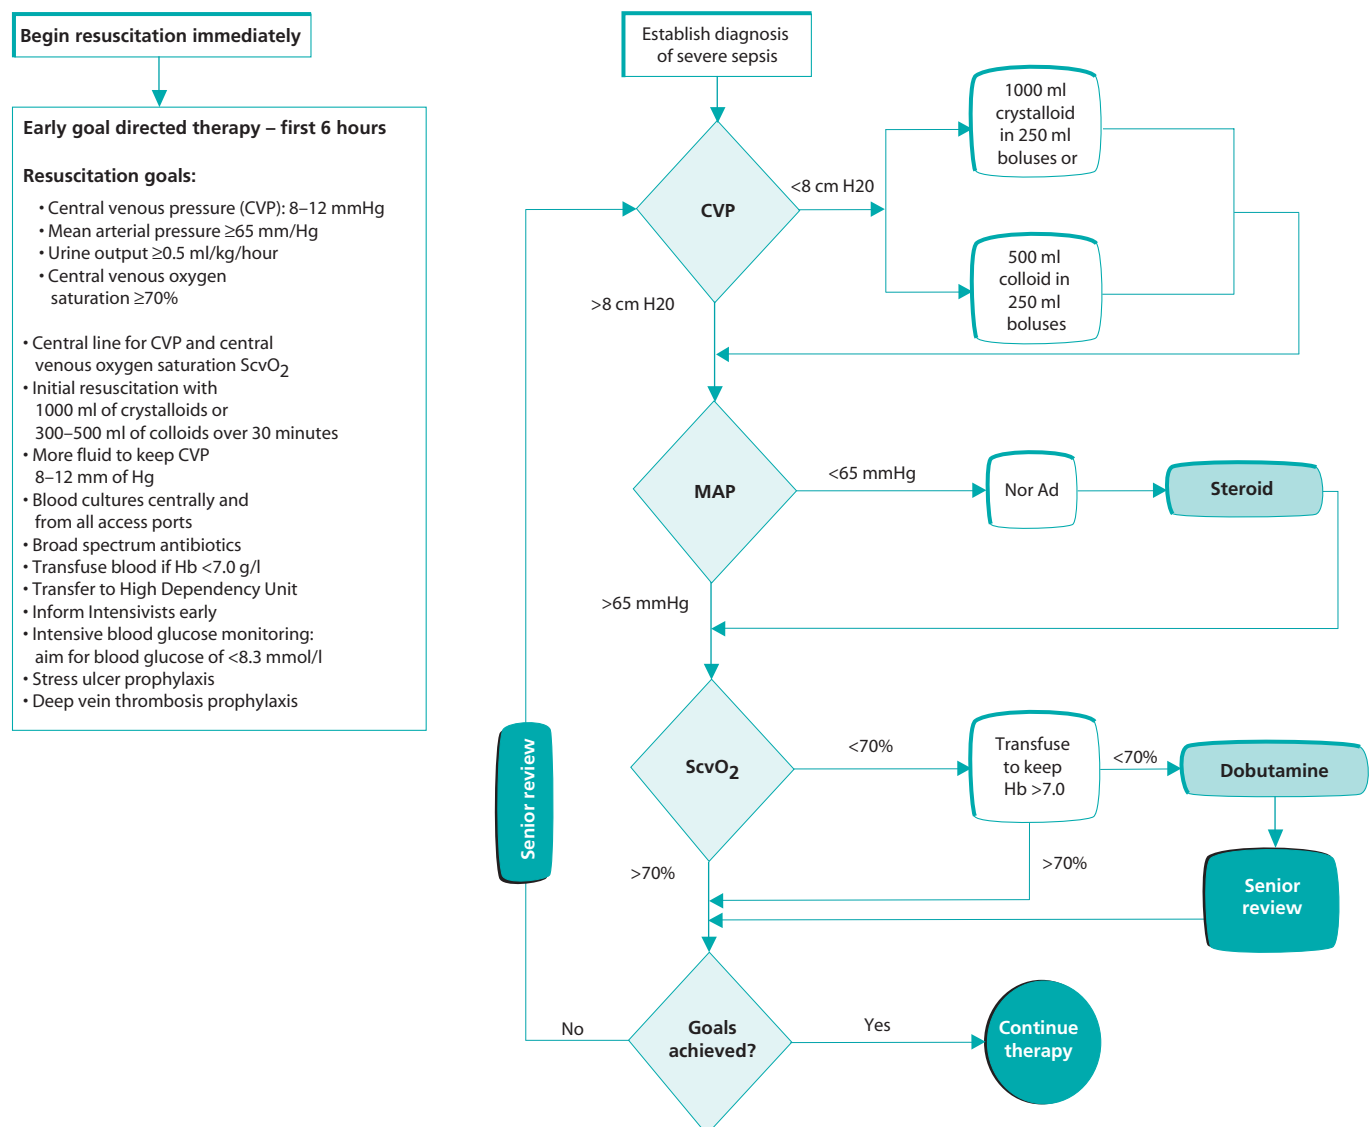 Begin resuscitation immediately
Early goal directed therapy – first 6 hours
Resuscitation goals:
• Central venous pressure (CVP): 8–12 mmHg
• Mean arterial pressure ≥65 mm/Hg
• Urine output ≥0.5 ml/kg/hour
• Central venous oxygen
saturation ≥70%
• Central line for CVP and central
venous oxygen saturation ScvO2
• Initial resuscitation with
1000 ml of crystalloids or
300–500 ml of colloids over 30 minutes
• More fluid to keep CVP
8–12 mm of Hg
• Blood cultures centrally and
from all access ports
• Broad spectrum antibiotics
• Transfuse blood if Hb <7.0 g/l
• Transfer to High Dependency Unit
• Inform Intensivists early
• Intensive blood glucose monitoring:
aim for blood glucose of <8.3 mmol/l
• Stress ulcer prophylaxis
• Deep vein thrombosis prophylaxis
Establish diagnosis
of severe sepsis
CVP
<8 cm H20
1000 ml
crystalloid
in 250 ml
boluses or
500 ml
colloid in
250 ml
boluses
>8 cm H20
MAP
<65 mmHg
Nor Ad
Steroid
>65 mmHg
ScvO2
<70%
Transfuse
to keep
Hb >7.0
<70%
Dobutamine
>70%
>70%
Senior
review
Senior review
Goals
achieved?
No
Yes
Continue
therapy